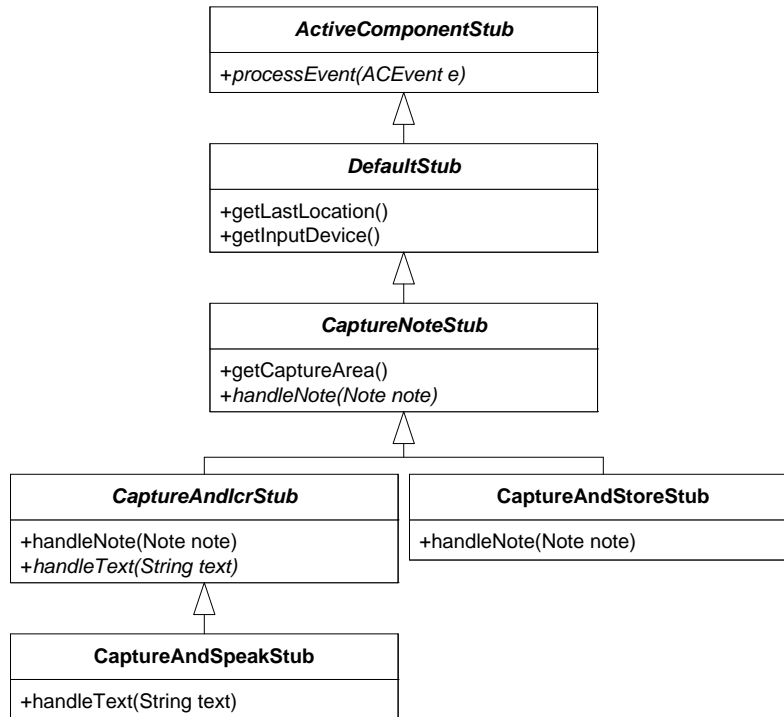 ActiveComponentStub
+processEvent(ACEvent e)
DefaultStub
+getLastLocation()
+getInputDevice()
CaptureNoteStub
+getCaptureArea()
+handleNote(Note note)
CaptureAndIcrStub
+handleNote(Note note)
+handleText(String text)
CaptureAndStoreStub
+handleNote(Note note)
CaptureAndSpeakStub
+handleText(String text)